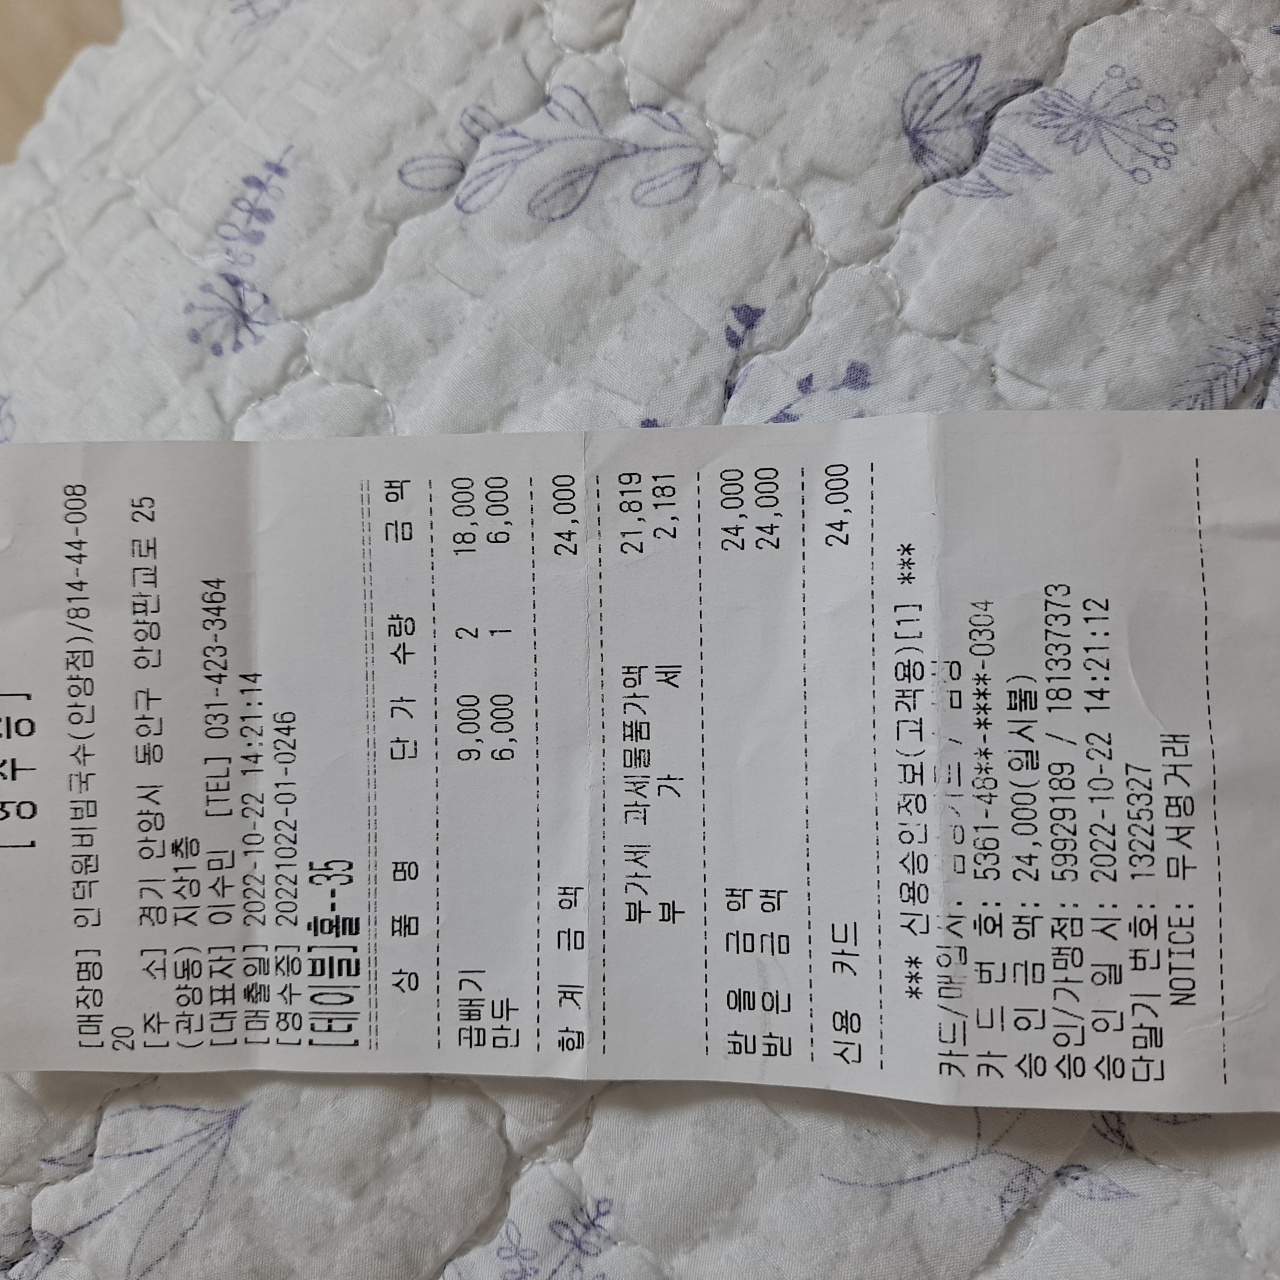 [영 수 증]
[매장명] 인덕원비빔국수(안양점)/814-44-008
20
[주 소] 경기 안양시 동안구 안양판교로 25
(관양동) 지상1층
[대표자] 이수민 [TEL] 031-423-3464
[매출일] 2022-10-22 14:21:14
[영수증] 20221022-01-0246
[테이블]홀-35
상 품 명 단 가 수량 금 액
곱빼기 9,000 2 18,000
만두 6,000 1 6,000
합 계 금 액 24,000
부가세 과세물품가액 21,819
부 가 세 2,181
받 을 금 액 24,000
받 은 금 액 24,000
신용 카드 24,000
*** 신용승인정보(고객용)[1] ***
카드/매입사: 삼성카드 / 삼성
카 드 번 호: 5361-48**-****-0304
승 인 금 액: 24,000(일시불)
승인/가맹점: 59929189 / 181337373
승 인 일 시: 2022-10-22 14:21:12
단말기 번호: 13225327
NOTICE: 무서명거래